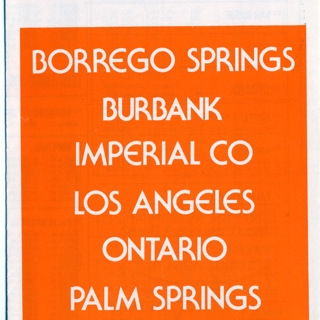 BORREGO SPRINGS
BURBANK
IMPERIAL CO
LOS ANGELES
ONTARIO
PALM SPRINGS